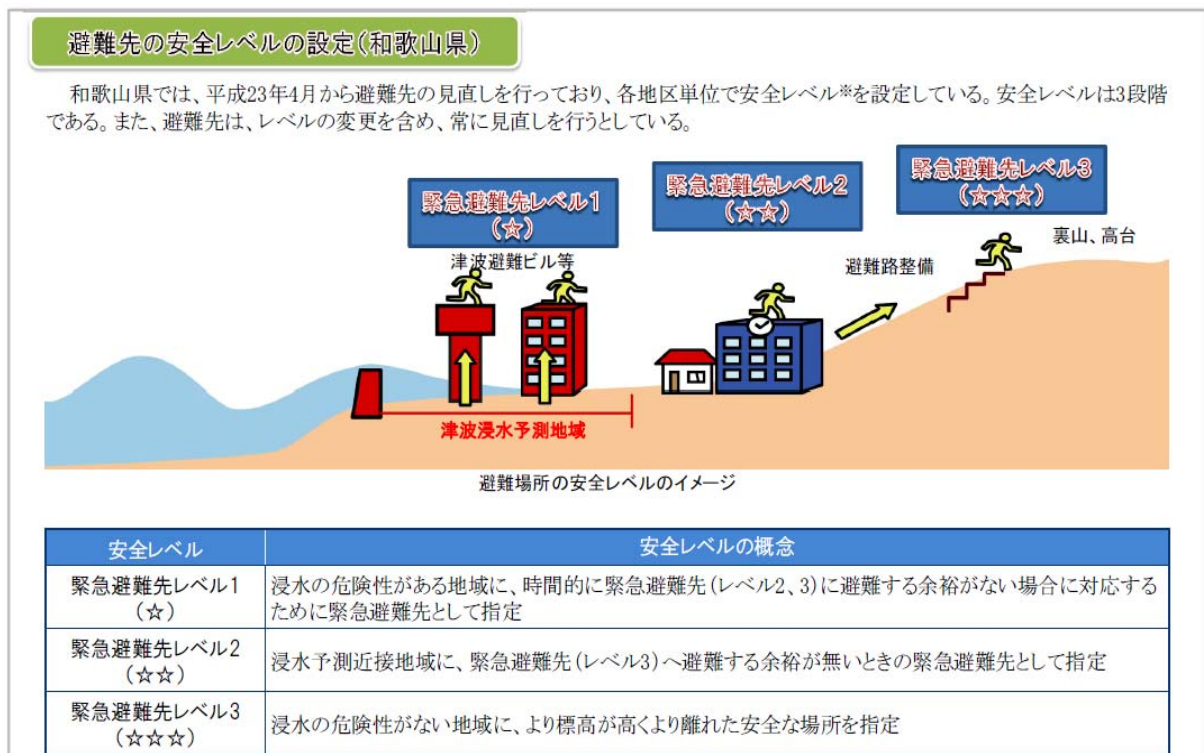 避難先の安全レベルの設定(和歌山県)
和歌山県では、平成23年4月から避難先の見直しを行っており、各地区単位で安全レベル※を設定している。安全レベルは3段階
である。また、避難先は、レベルの変更を含め、常に見直しを行うとしている。
緊急避難先レベル1
(☆)
津波避難ビル等
緊急避難先レベル2
(☆☆)
緊急避難先レベル3
(☆☆☆)
裏山、高台
避難路整備
津波浸水予測地域
避難場所の安全レベルのイメージ
安全レベル
安全レベルの概念
緊急避難先レベル1
(☆)
浸水の危険性がある地域に、時間的に緊急避難先(レベル2、3)に避難する余裕がない場合に対応する
ために緊急避難先として指定
緊急避難先レベル2
(☆☆)
浸水予測近接地域に、緊急避難先(レベル3)へ避難する余裕が無いときの緊急避難先として指定
緊急避難先レベル3
(☆☆☆)
浸水の危険性がない地域に、より標高が高くより離れた安全な場所を指定